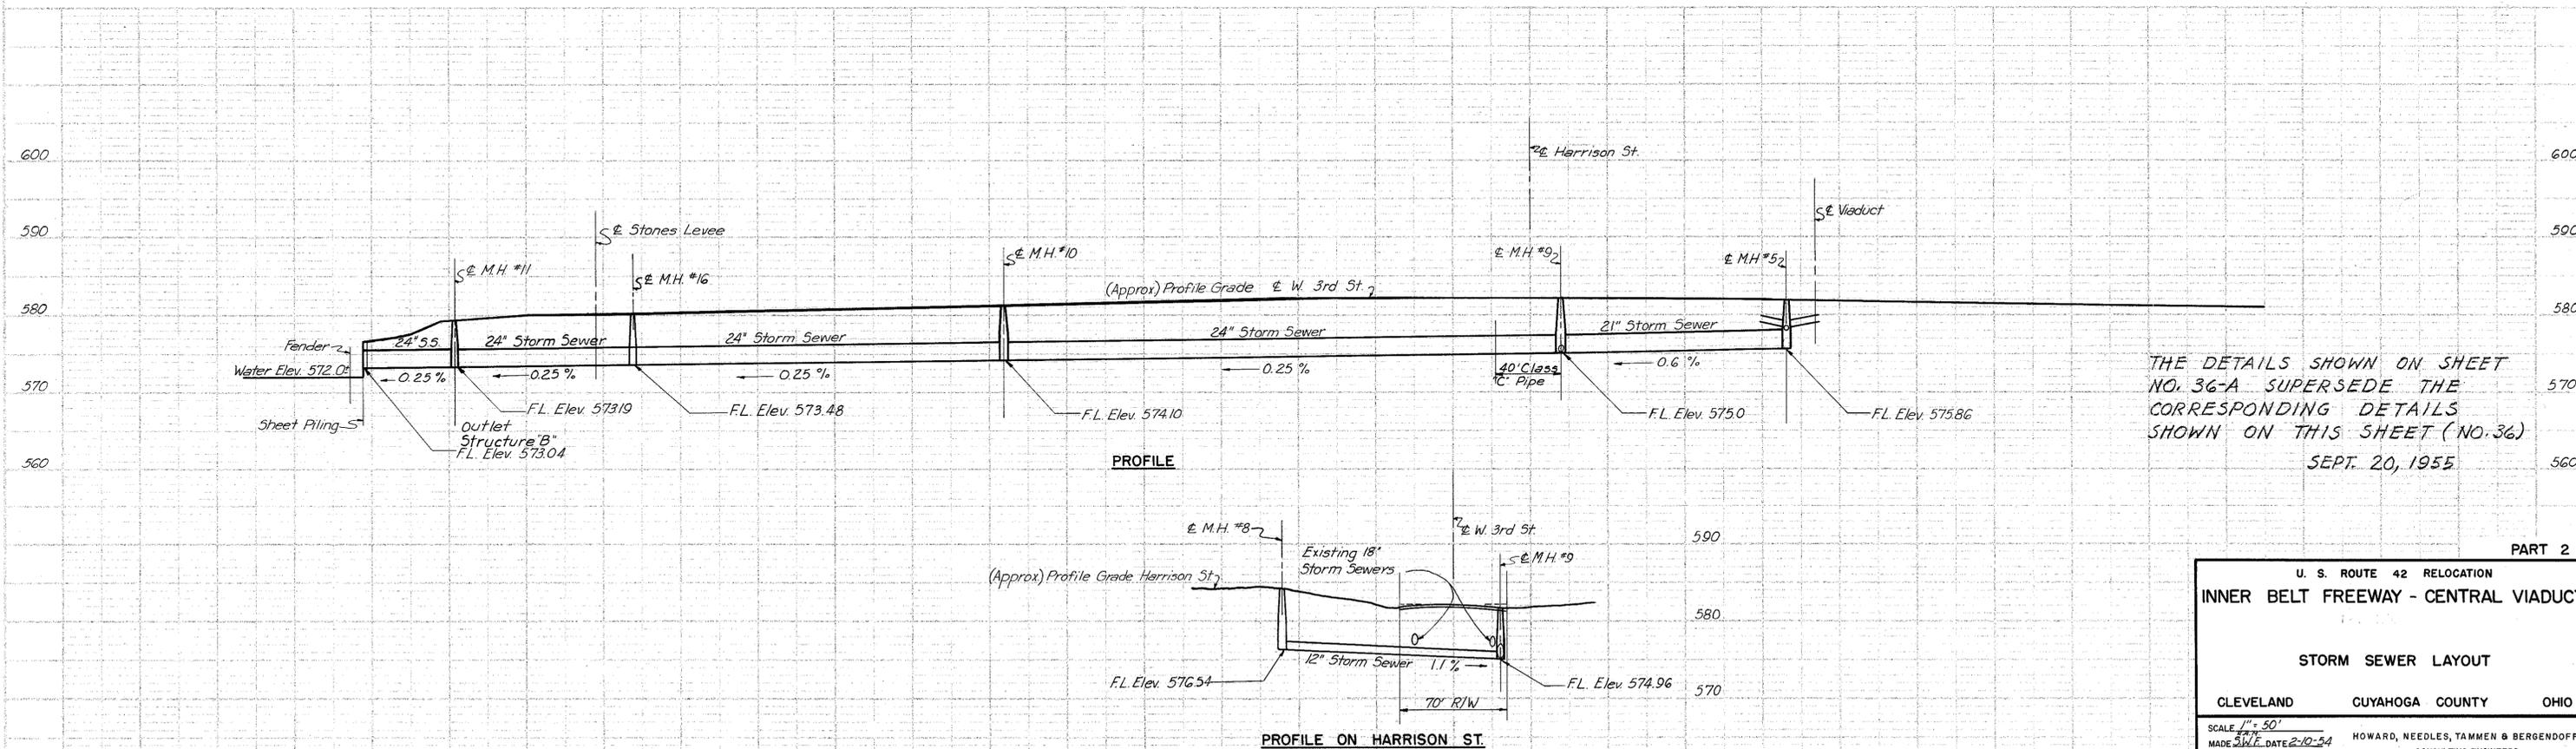 600
590
580
570
560
Fender
Water Elev. 572.0±
Sheet Piling
24" S.S.
0.25 %
Outlet
Structure "B"
F.L. Elev. 573.04
℄ M.H. #11
24" Storm Sewer
0.25 %
F.L. Elev. 573.19
℄ Stones Levee
℄ M.H. #16
24" Storm Sewer
0.25 %
F.L. Elev. 573.48
℄ M.H. #10
(Approx) Profile Grade ℄ W. 3rd St.
24" Storm Sewer
0.25 %
F.L. Elev. 574.10
℄ Harrison St.
℄ M.H. #9
40' Class
"C" Pipe
21" Storm Sewer
0.6 %
F.L. Elev. 575.0
℄ M.H. #5
℄ Viaduct
F.L. Elev. 575.86
600
590
580
570
560
PROFILE
THE DETAILS SHOWN ON SHEET
NO. 36-A SUPERSEDE THE
CORRESPONDING DETAILS
SHOWN ON THIS SHEET (NO. 36)
SEPT. 20, 1955
℄ M.H. #8
(Approx) Profile Grade Harrison St.
Existing 18"
Storm Sewers
℄ W. 3rd St.
℄ M.H. #9
590
580
570
12" Storm Sewer 1.1 %
F.L. Elev. 576.54
F.L. Elev. 574.96
70' R/W
PROFILE ON HARRISON ST.
PART 2
U. S. ROUTE 42 RELOCATION
INNER BELT FREEWAY - CENTRAL VIADUCT
STORM SEWER LAYOUT
CLEVELAND CUYAHOGA COUNTY OHIO
SCALE 1" = 50'
MADE S.W.F. DATE 2-10-54
HOWARD, NEEDLES, TAMMEN & BERGENDOFF